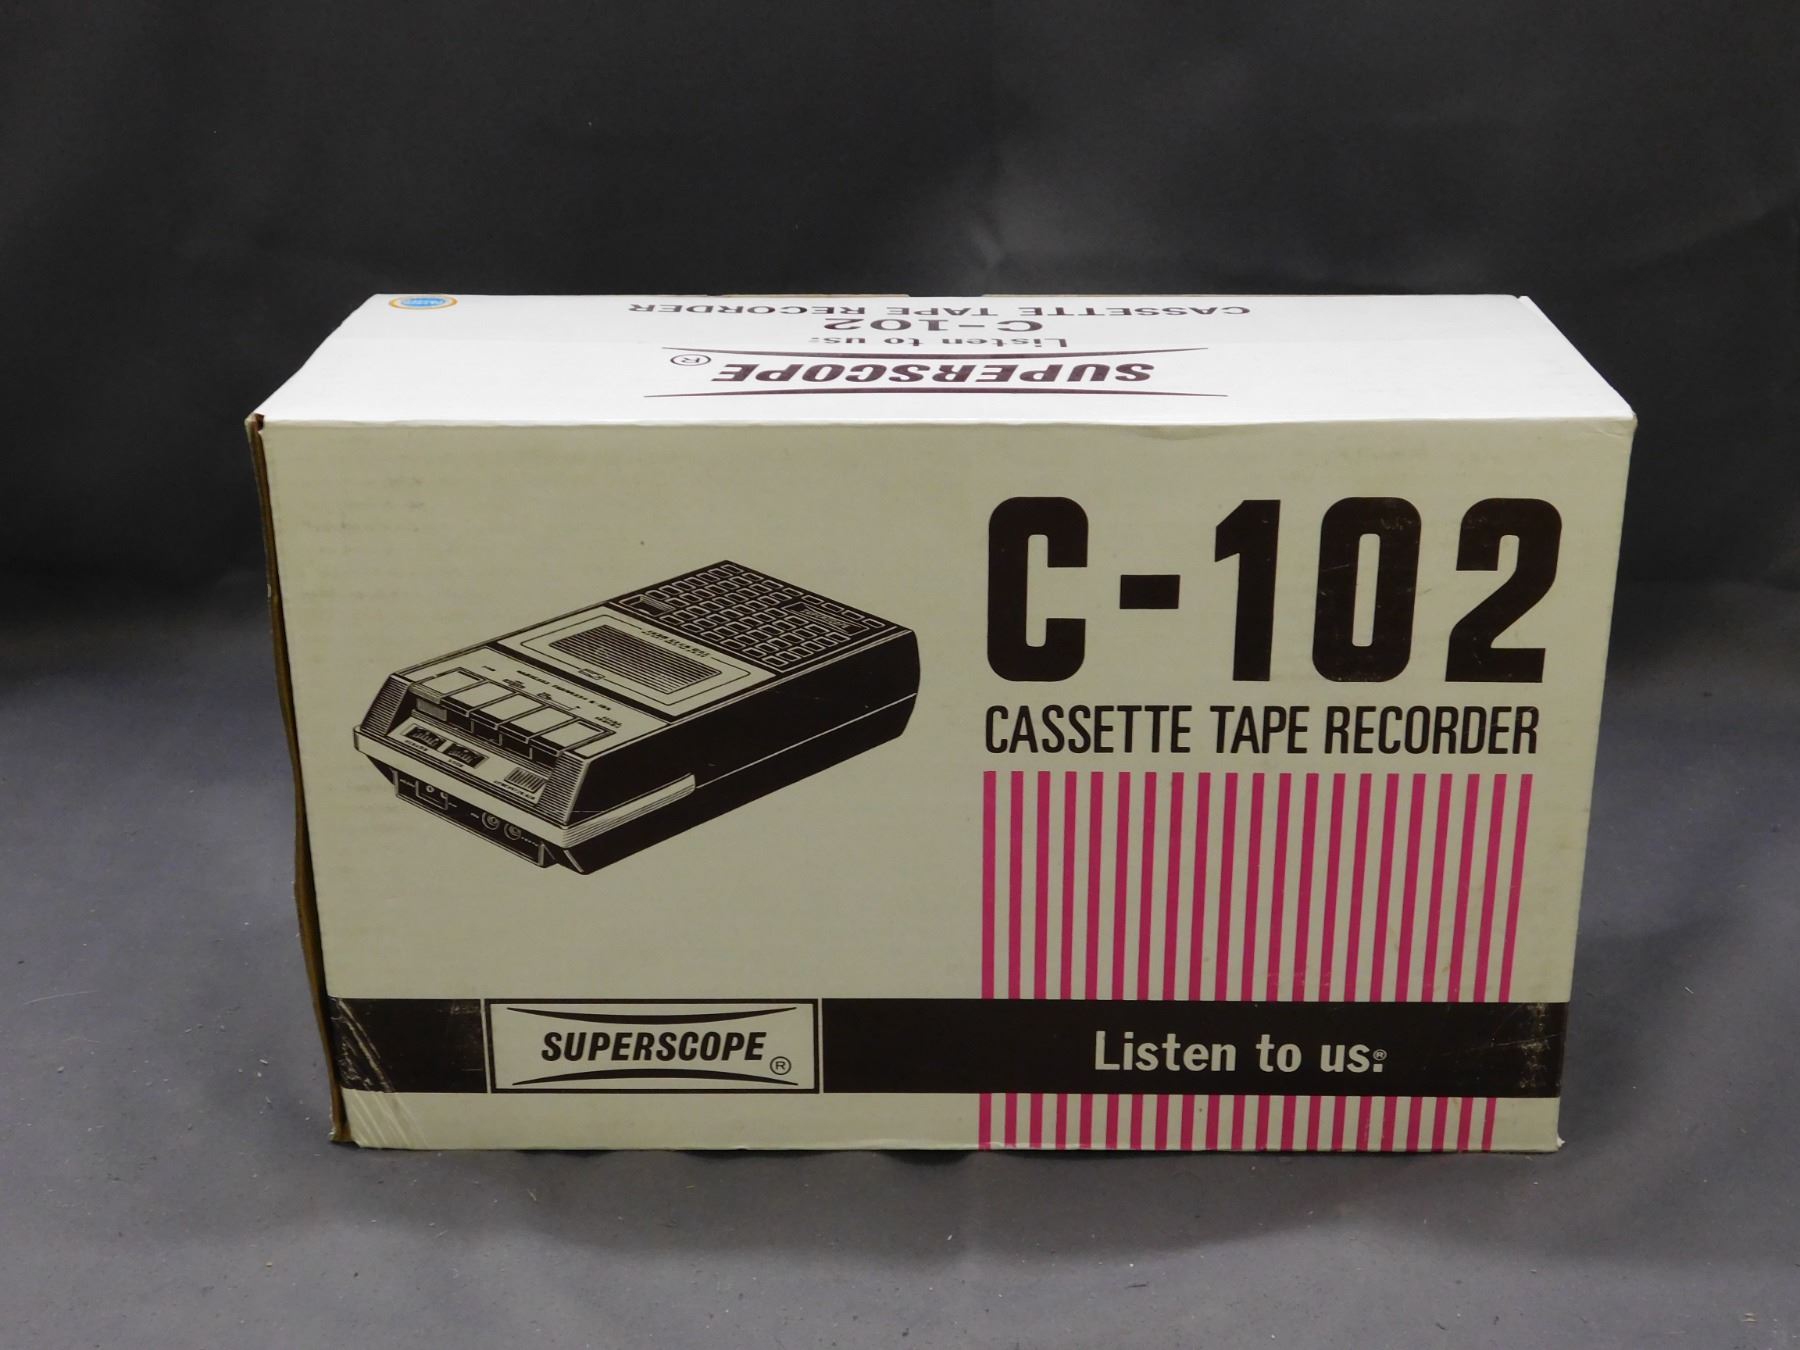 CASSETTE TAPE RECORDER
C-102
Listen to us:
SUPERSCOPE®
C-102
CASSETTE TAPE RECORDER
SUPERSCOPE®
Listen to us:®